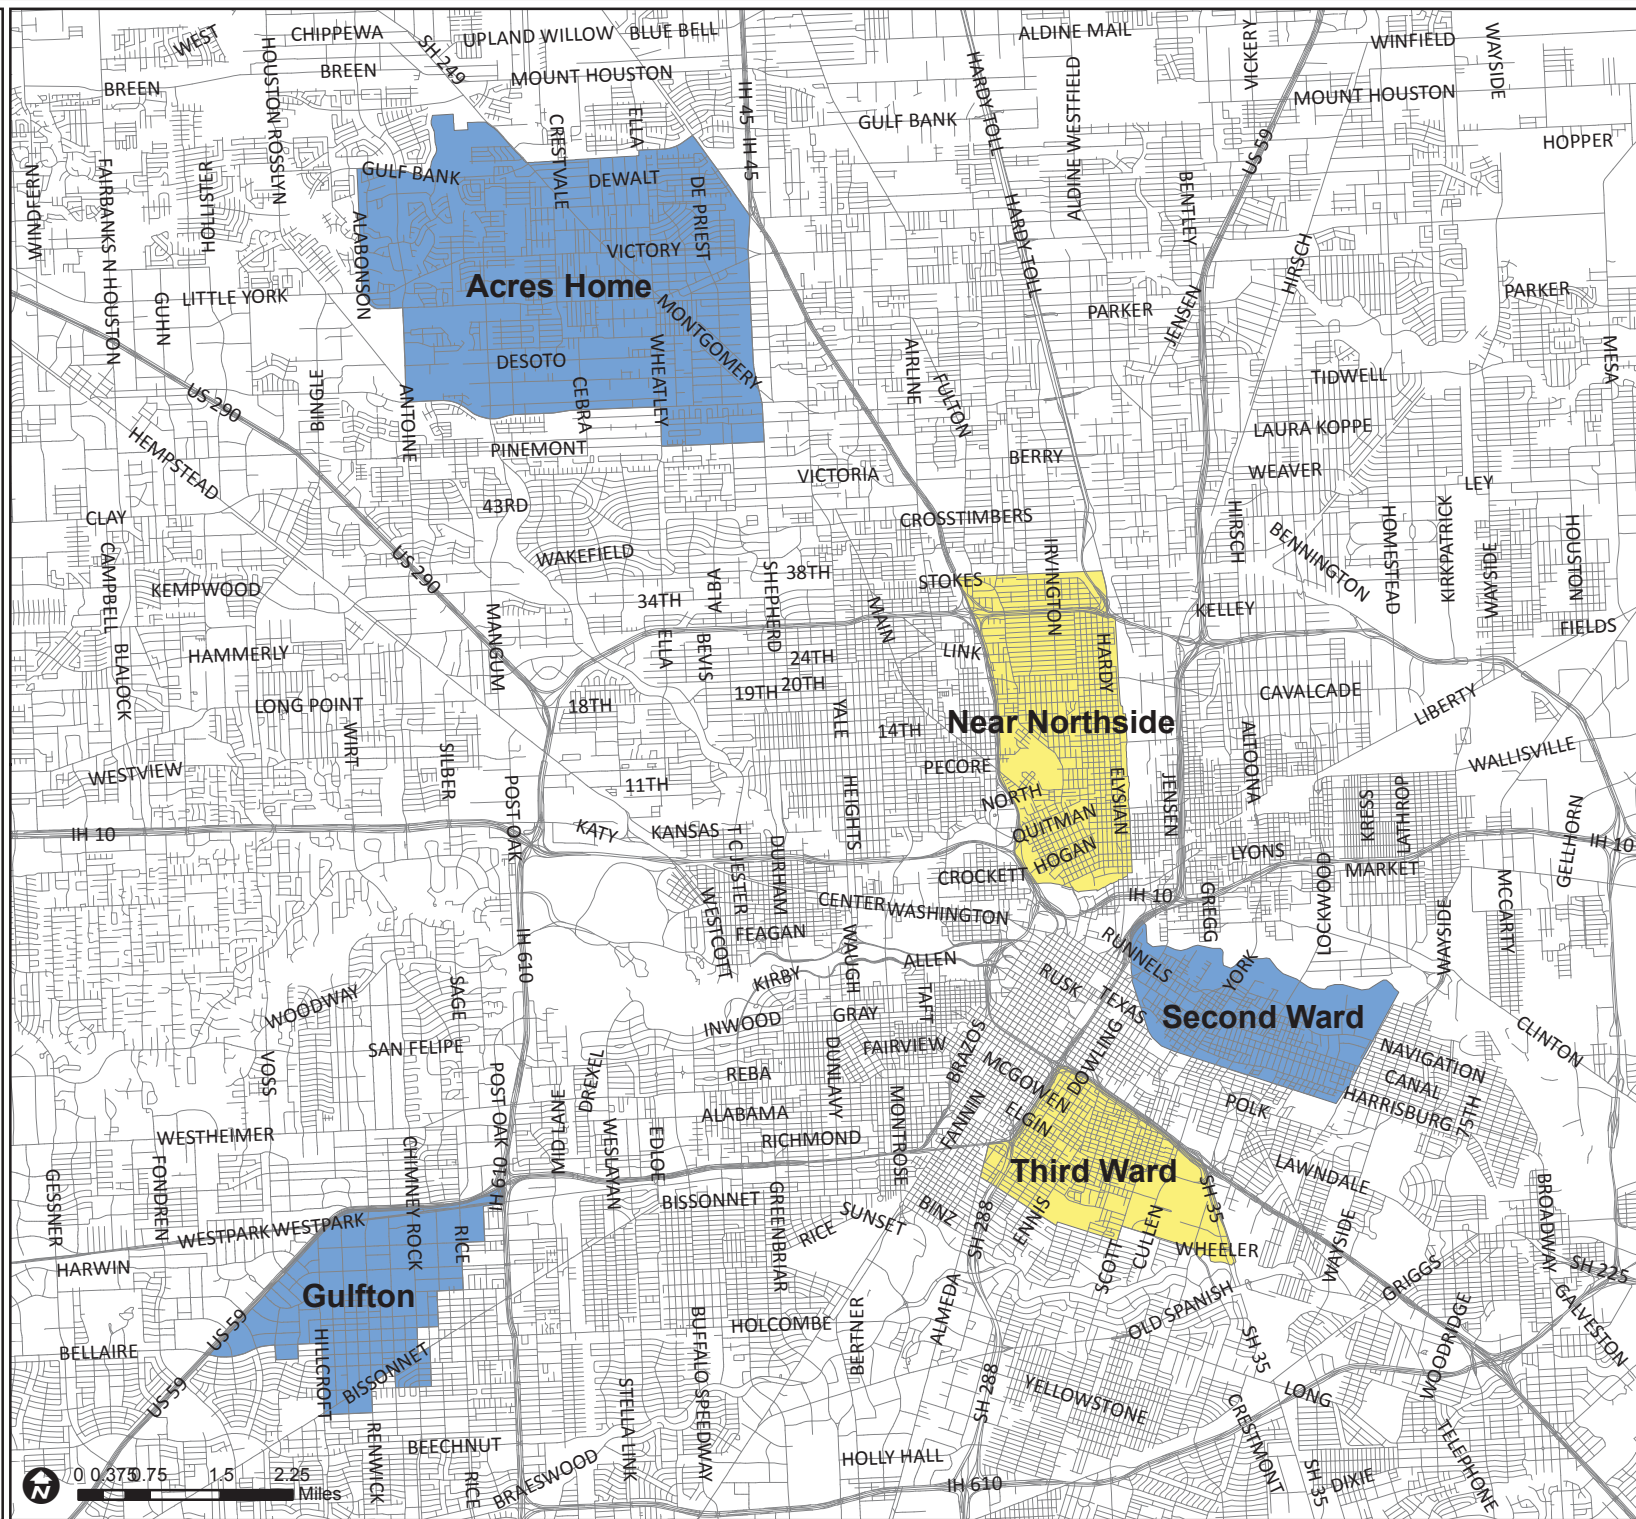 WEST
CHIPPEWA
SH 249
UPLAND WILLOW
BLUE BELL
ALDINE MAIL
VICKERY
WINFIELD
WAYSIDE
BREEN
HOUSTON ROSSLYN
BREEN
MOUNT HOUSTON
IH 45
IH 45
HARDY TOLL
ALDINE WESTFIELD
MOUNT HOUSTON
GULF BANK
US 59
HOPPER
WINDFERN
FAIRBANKS N HOUSTON
HOLLISTER
GULF BANK
CRESTVALE
ELLA
DEWALT
DE PRIEST
BENTLEY
ALABONSON
VICTORY
HARDY TOLL
HIRSCH
Acres Home
LITTLE YORK
GUHN
MONTGOMERY
PARKER
JENSEN
PARKER
DESOTO
CEBRA
WHEATLEY
AIRLINE
FULTON
TIDWELL
MESA
US 290
BINGLE
ANTOINE
HEMPSTEAD
PINEMONT
VICTORIA
BERRY
LAURA KOPPE
WEAVER
LEY
43RD
CLAY
CROSSTIMBERS
HIRSCH
BENNINGTON
HOMESTEAD
KIRKPATRICK
WAYSIDE
HOUSTON
US 290
WAKEFIELD
CAMPBELL
KEMPWOOD
34TH
ALBA
SHEPHERD
38TH
MAIN
STOKES
IRVINGTON
KELLEY
FIELDS
MANGUM
HAMMERLY
BLALOCK
ELLA
BEVIS
24TH
LINK
HARDY
LONG POINT
18TH
19TH
20TH
CAVALCADE
LIBERTY
WIRT
YALE
14TH
Near Northside
ALTOONA
WALLISVILLE
WESTVIEW
SILBER
POST OAK
11TH
HEIGHTS
PECORE
NORTH
ELYSIAN
JENSEN
KRESS
LATHROP
GELLHORN
IH 10
KATY
KANSAS
T C JESTER
DURHAM
QUITMAN
HOGAN
LYONS
LOCKWOOD
MARKET
IH 10
CROCKETT
IH 10
GREGG
WESTCOTT
CENTER
WASHINGTON
FEAGAN
WAUGH
WAYSIDE
MCCARTY
IH 610
KIRBY
ALLEN
RUNNELS
YORK
RUSK
TEXAS
WOODWAY
SAGE
INWOOD
GRAY
TAFT
Second Ward
CLINTON
VOSS
SAN FELIPE
FAIRVIEW
BRAZOS
DOWLING
NAVIGATION
POST OAK
MIDLANE
DREXEL
REBA
DUNLAVY
MCGOWEN
CANAL
HARRISBURG
75TH
ALABAMA
MONTROSE
FANNIN
ELGIN
POLK
WESTHEIMER
WESLAYAN
EDLOE
RICHMOND
GESSNER
FONDREN
CHIMNEY ROCK
IH 610
Third Ward
LAWNDALE
BROADWAY
BISSONNET
GREENBRIAR
SUNSET
BINZ
SH 288
ENNIS
SH 35
WESTPARK
WESTPARK
RICE
RICE
SCOTT
CULLEN
WHEELER
WAYSIDE
SH 225
HARWIN
Gulfton
ALMEDA
OLD SPANISH
GRIGGS
GALVESTON
US 59
BUFFALO SPEEDWAY
HOLCOMBE
BERTNER
SH 35
WOODRIDGE
BELLAIRE
HILLCROFT
BISSONNET
US 59
STELLA LINK
SH 288
YELLOWSTONE
LONG
CRESTMONT
RENWICK
BEECHNUT
HOLLY HALL
TELEPHONE
0 0.375 0.75 1.5 2.25
Miles
N
RICE
BRAESWOOD
IH 610
SH 35
DIXIE